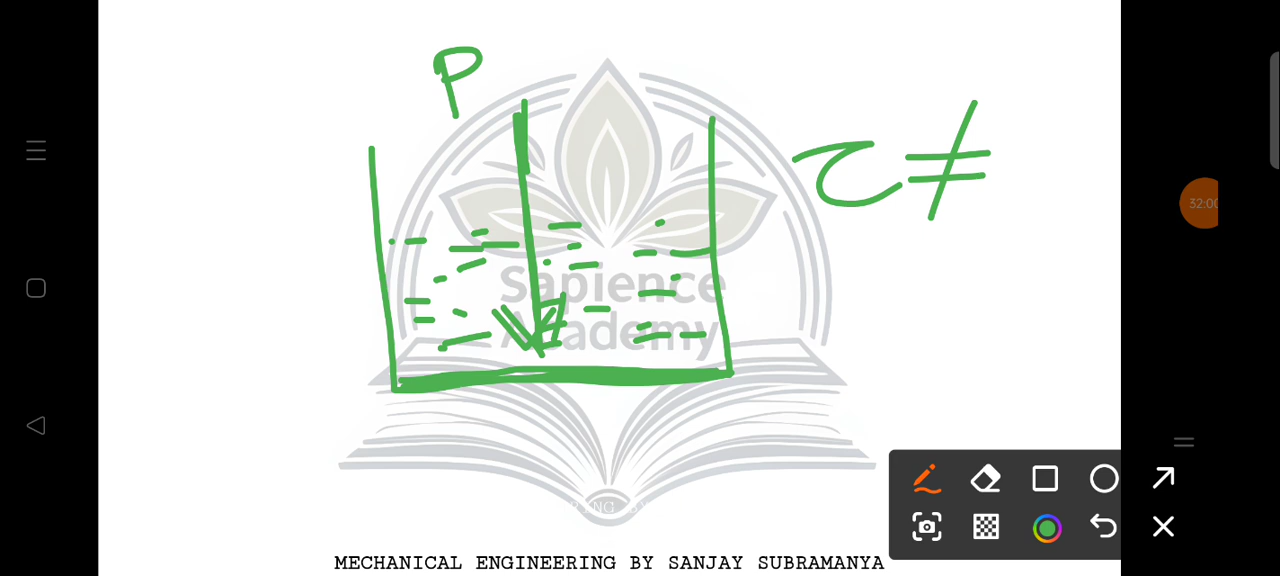 P
τ ≠
32:00
Sapience
Academy
MECHANICAL ENGINEERING BY SANJAY SUBRAMANYA